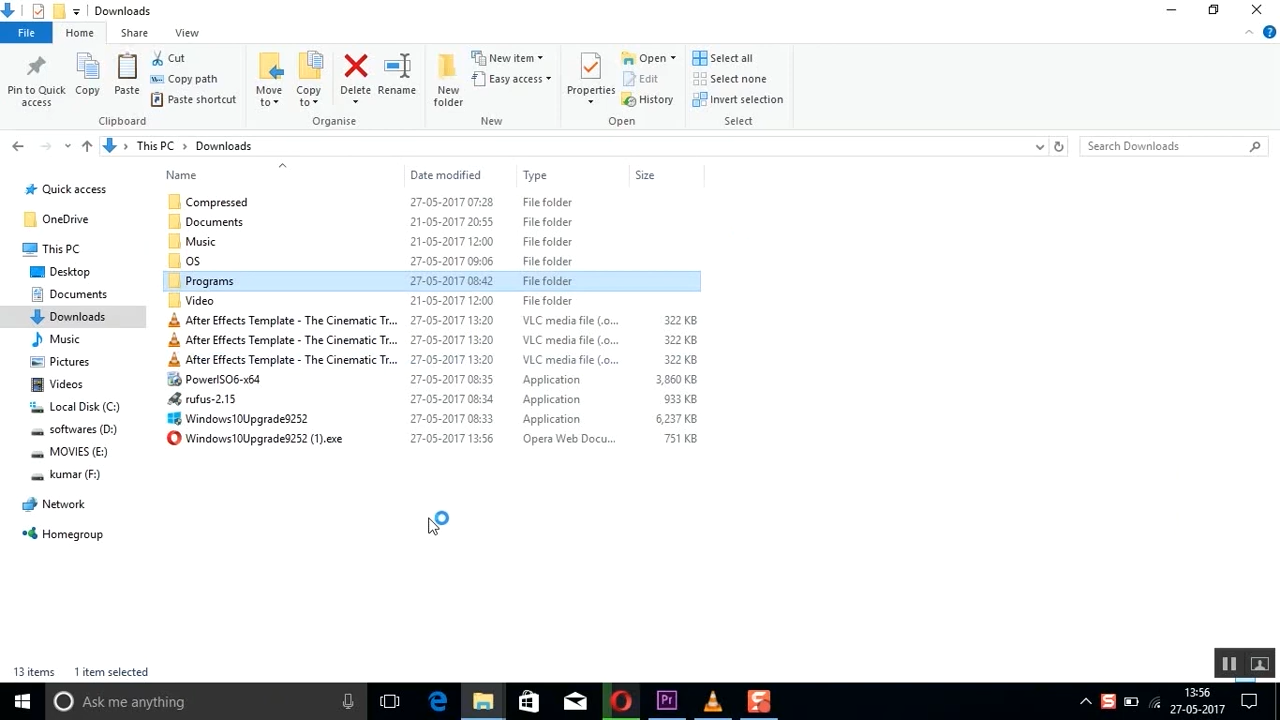 Downloads
File Home Share View
Pin to Quick access
Copy
Paste
Cut
Copy path
Paste shortcut
Clipboard
Move to
Copy to
Delete
Rename
Organise
New folder
New item
Easy access
New
Properties
Open
Edit
History
Open
Select all
Select none
Invert selection
Select
This PC Downloads
Search Downloads
Name Date modified Type Size
Quick access
OneDrive
This PC
Desktop
Documents
Downloads
Music
Pictures
Videos
Local Disk (C:)
softwares (D:)
MOVIES (E:)
kumar (F:)
Network
Homegroup
Compressed 27-05-2017 07:28 File folder
Documents 21-05-2017 20:55 File folder
Music 21-05-2017 12:00 File folder
OS 27-05-2017 09:06 File folder
Programs 27-05-2017 08:42 File folder
Video 21-05-2017 12:00 File folder
After Effects Template - The Cinematic Tr... 27-05-2017 13:20 VLC media file (.o... 322 KB
After Effects Template - The Cinematic Tr... 27-05-2017 13:20 VLC media file (.o... 322 KB
After Effects Template - The Cinematic Tr... 27-05-2017 13:20 VLC media file (.o... 322 KB
PowerISO6-x64 27-05-2017 08:35 Application 3,860 KB
rufus-2.15 27-05-2017 08:34 Application 933 KB
Windows10Upgrade9252 27-05-2017 08:33 Application 6,237 KB
Windows10Upgrade9252 (1).exe 27-05-2017 13:56 Opera Web Docu... 751 KB
13 items 1 item selected
Ask me anything
Pr
13:56
27-05-2017